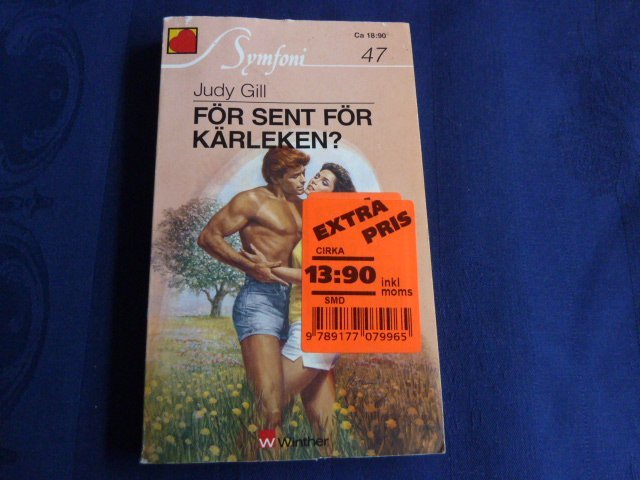 Symfoni
Ca 18:90
47
Judy Gill
FÖR SENT FÖR
KÄRLEKEN?
EXTRA
PRIS
CIRKA
13:90 inkl
moms
SMD
9 789177 079965
Winther